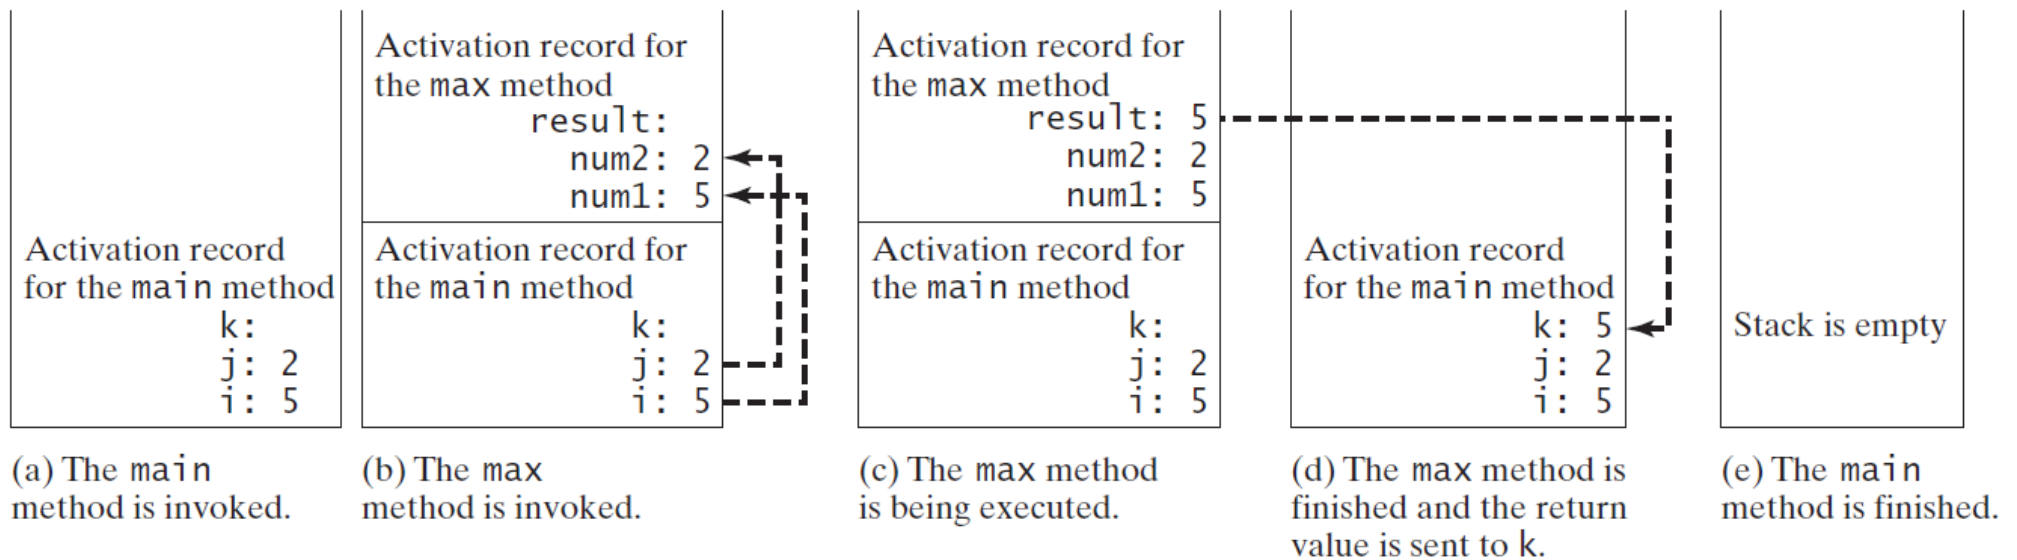 Activation record
for the main method
k:
j: 2
i: 5
(a) The main
method is invoked.
Activation record for
the max method
result:
num2: 2
num1: 5
Activation record for
the main method
k:
j: 2
i: 5
(b) The max
method is invoked.
Activation record for
the max method
result: 5
num2: 2
num1: 5
Activation record for
the main method
k:
j: 2
i: 5
(c) The max method
is being executed.
Activation record
for the main method
k: 5
j: 2
i: 5
(d) The max method is
finished and the return
value is sent to k.
Stack is empty
(e) The main
method is finished.